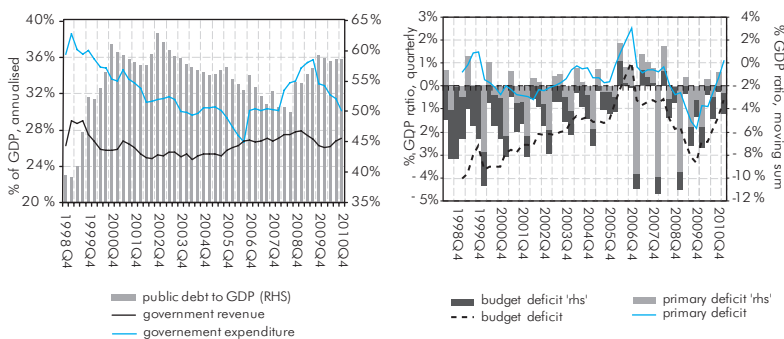 40%
36%
32%
28%
24%
20 %
% of GDP, annualised
65%
60%
55%
50%
45%
40%
35%
1998Q4
1999Q4
2000Q4
2001Q4
2002Q4
2003Q4
2004Q4
2005Q4
2006Q4
2007Q4
2008Q4
2009Q4
2010Q4
public debt to GDP (RHS)
government revenue
governement expenditure
3%
2%
1%
0%
1%
2%
3%
4%
5%
%, GDP ratio, quarterly
4%
2%
0%
2%
4%
6%
8%
10 %
12 %
% GDP ratio, moving sum
1998Q4
1999Q4
2000Q4
2001Q4
2002Q4
2003Q4
2004Q4
2005Q4
2006Q4
2007Q4
2008Q4
2009Q4
2010Q4
budget deficit 'rhs'
budget deficit
primary deficit 'rhs'
primary deficit